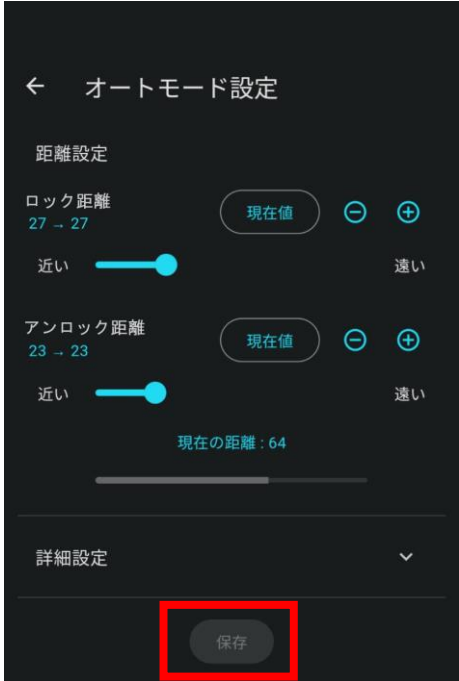 ← オートモード設定
距離設定
ロック距離
27 → 27
現在値
近い
遠い
アンロック距離
23 → 23
現在値
近い
遠い
現在の距離 : 64
詳細設定
保存